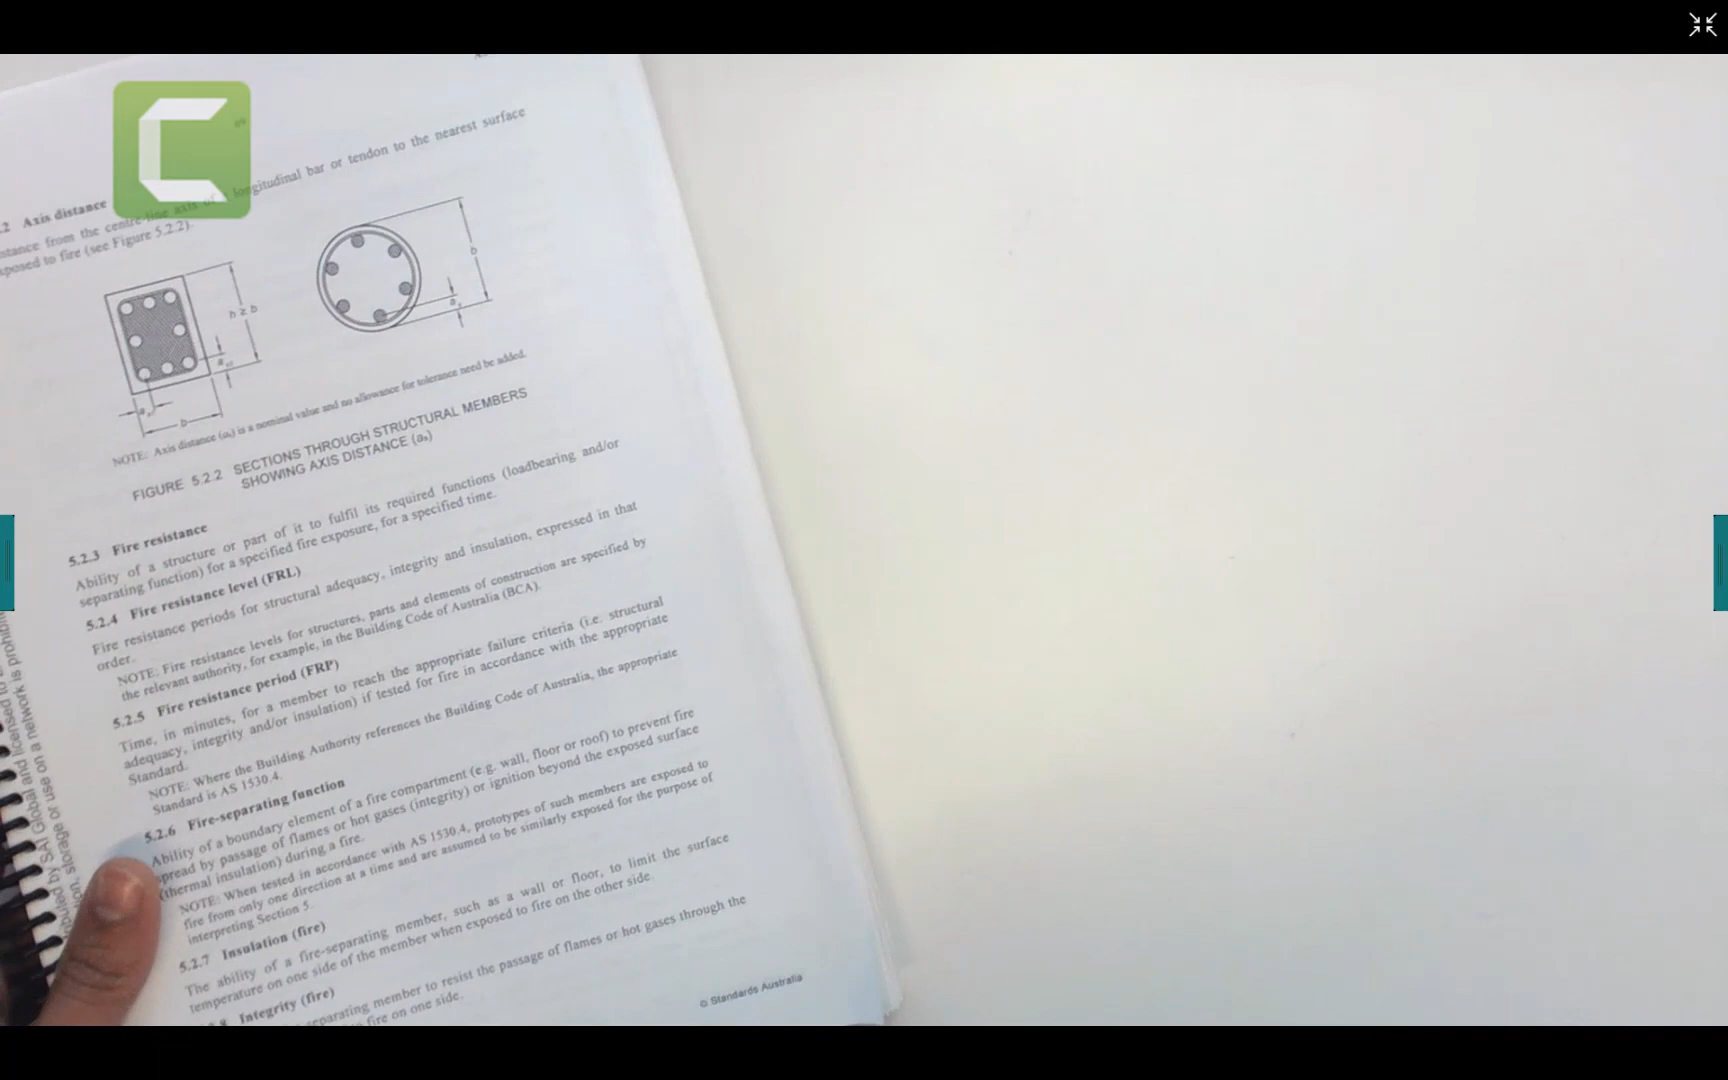 .2 Axis distance
stance from the centre-line axis of a longitudinal bar or tendon to the nearest surface
xposed to fire (see Figure 5.2.2).
h ≥ b
b
b
NOTE: Axis distance (as) is a nominal value and no allowance for tolerance need be added.
FIGURE 5.2.2 SECTIONS THROUGH STRUCTURAL MEMBERS
SHOWING AXIS DISTANCE (as)
5.2.3 Fire resistance
Ability of a structure or part of it to fulfil its required functions (loadbearing and/or
separating function) for a specified fire exposure, for a specified time.
5.2.4 Fire resistance level (FRL)
Fire resistance periods for structural adequacy, integrity and insulation, expressed in that
order.
NOTE: Fire resistance levels for structures, parts and elements of construction are specified by
the relevant authority, for example, in the Building Code of Australia (BCA).
5.2.5 Fire resistance period (FRP)
Time, in minutes, for a member to reach the appropriate failure criteria (i.e. structural
adequacy, integrity and/or insulation) if tested for fire in accordance with the appropriate
Standard.
NOTE: Where the Building Authority references the Building Code of Australia, the appropriate
Standard is AS 1530.4.
5.2.6 Fire-separating function
Ability of a boundary element of a fire compartment (e.g. wall, floor or roof) to prevent fire
spread by passage of flames or hot gases (integrity) or ignition beyond the exposed surface
(thermal insulation) during a fire.
NOTE: When tested in accordance with AS 1530.4, prototypes of such members are exposed to
fire from only one direction at a time and are assumed to be similarly exposed for the purpose of
interpreting Section 5.
5.2.7 Insulation (fire)
The ability of a fire-separating member, such as a wall or floor, to limit the surface
temperature on one side of the member when exposed to fire on the other side.
.8 Integrity (fire)
separating member to resist the passage of flames or hot gases through the
to fire on one side.
© Standards Australia
buted by SAI Global and licensed to
tion, storage or use on a network is prohibi